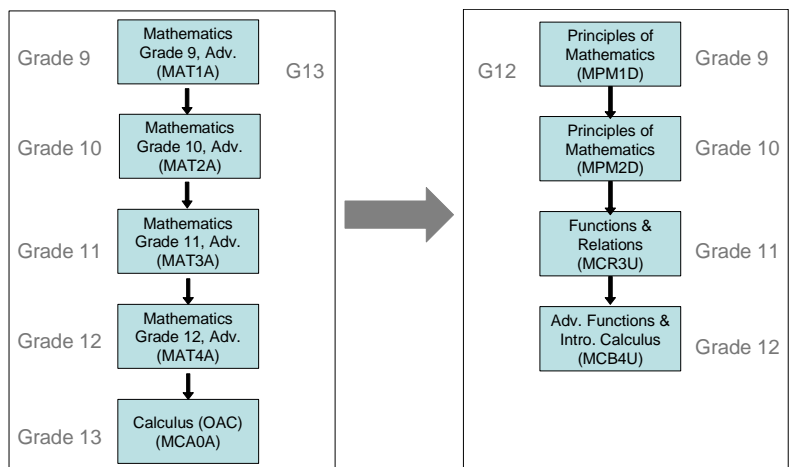 G13
Grade 9
Mathematics
Grade 9, Adv.
(MAT1A)
Grade 10
Mathematics
Grade 10, Adv.
(MAT2A)
Grade 11
Mathematics
Grade 11, Adv.
(MAT3A)
Grade 12
Mathematics
Grade 12, Adv.
(MAT4A)
Grade 13
Calculus (OAC)
(MCA0A)
G12
Principles of
Mathematics
(MPM1D)
Grade 9
Principles of
Mathematics
(MPM2D)
Grade 10
Functions &
Relations
(MCR3U)
Grade 11
Adv. Functions &
Intro. Calculus
(MCB4U)
Grade 12